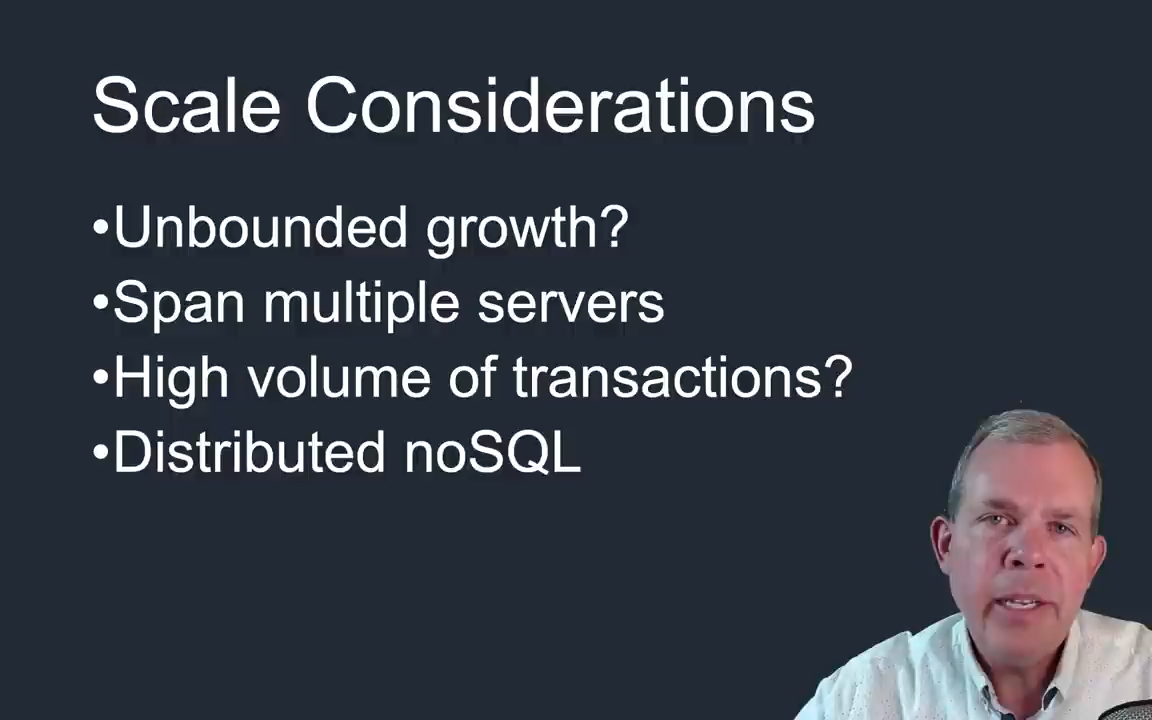 Scale Considerations
•Unbounded growth?
•Span multiple servers
•High volume of transactions?
•Distributed noSQL